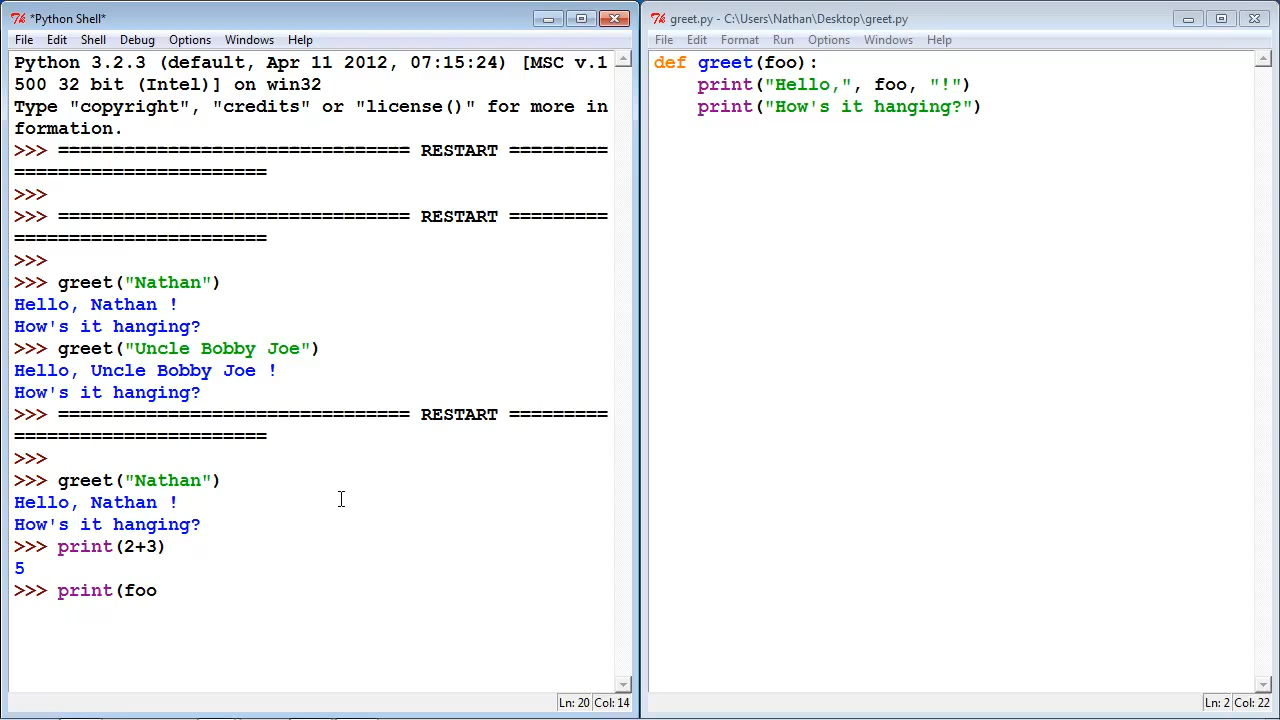 *Python Shell*
File Edit Shell Debug Options Windows Help
Python 3.2.3 (default, Apr 11 2012, 07:15:24) [MSC v.1
500 32 bit (Intel)] on win32
Type "copyright", "credits" or "license()" for more in
formation.
>>> ================================ RESTART =========
=======================
>>>
>>> ================================ RESTART =========
=======================
>>>
>>> greet("Nathan")
Hello, Nathan !
How's it hanging?
>>> greet("Uncle Bobby Joe")
Hello, Uncle Bobby Joe !
How's it hanging?
>>> ================================ RESTART =========
=======================
>>>
>>> greet("Nathan")
Hello, Nathan !
How's it hanging?
>>> print(2+3)
5
>>> print(foo
Ln: 20 Col: 14
greet.py - C:\Users\Nathan\Desktop\greet.py
File Edit Format Run Options Windows Help
def greet(foo):
    print("Hello,", foo, "!")
    print("How's it hanging?")
Ln: 2 Col: 22